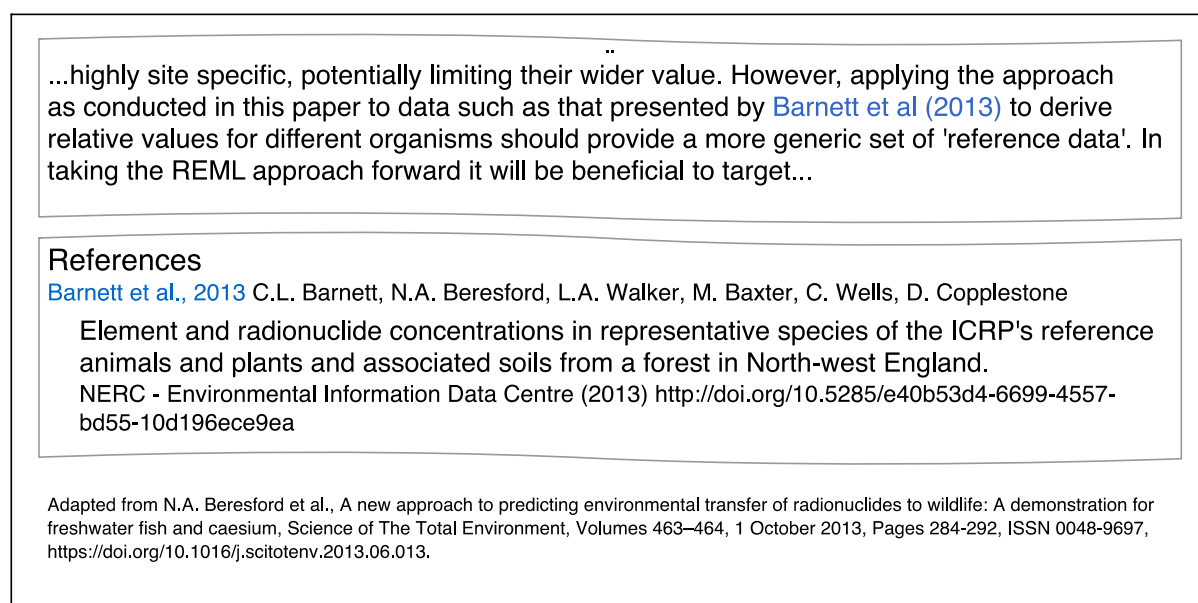 ...highly site specific, potentially limiting their wider value. However, applying the approach
as conducted in this paper to data such as that presented by Barnett et al (2013) to derive
relative values for different organisms should provide a more generic set of 'reference data'. In
taking the REML approach forward it will be beneficial to target...
References
Barnett et al., 2013 C.L. Barnett, N.A. Beresford, L.A. Walker, M. Baxter, C. Wells, D. Copplestone
Element and radionuclide concentrations in representative species of the ICRP's reference
animals and plants and associated soils from a forest in North-west England.
NERC - Environmental Information Data Centre (2013) http://doi.org/10.5285/e40b53d4-6699-4557-
bd55-10d196ece9ea
Adapted from N.A. Beresford et al., A new approach to predicting environmental transfer of radionuclides to wildlife: A demonstration for
freshwater fish and caesium, Science of The Total Environment, Volumes 463–464, 1 October 2013, Pages 284-292, ISSN 0048-9697,
https://doi.org/10.1016/j.scitotenv.2013.06.013.